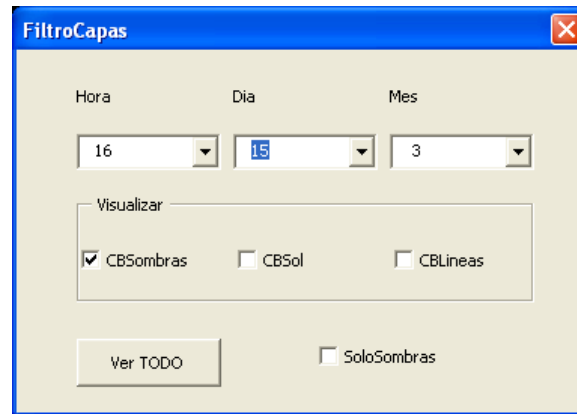 FiltroCapas
Hora Dia Mes
16 15 3
Visualizar
CBSombras CBSol CBLineas
Ver TODO SoloSombras